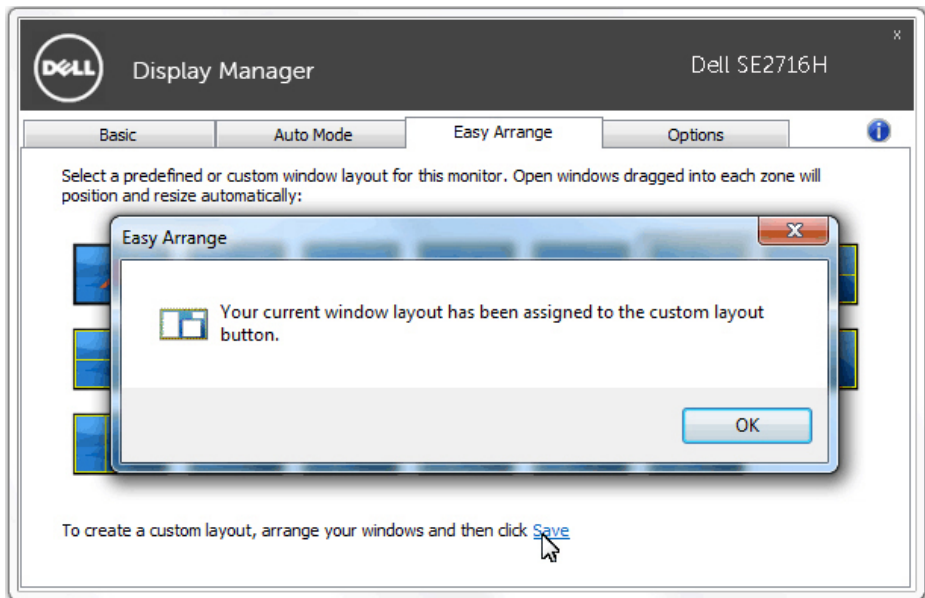 DELL Display Manager Dell SE2716H x
Basic Auto Mode Easy Arrange Options i
Select a predefined or custom window layout for this monitor. Open windows dragged into each zone will
position and resize automatically:
Easy Arrange X
Your current window layout has been assigned to the custom layout
button.
OK
To create a custom layout, arrange your windows and then click Save